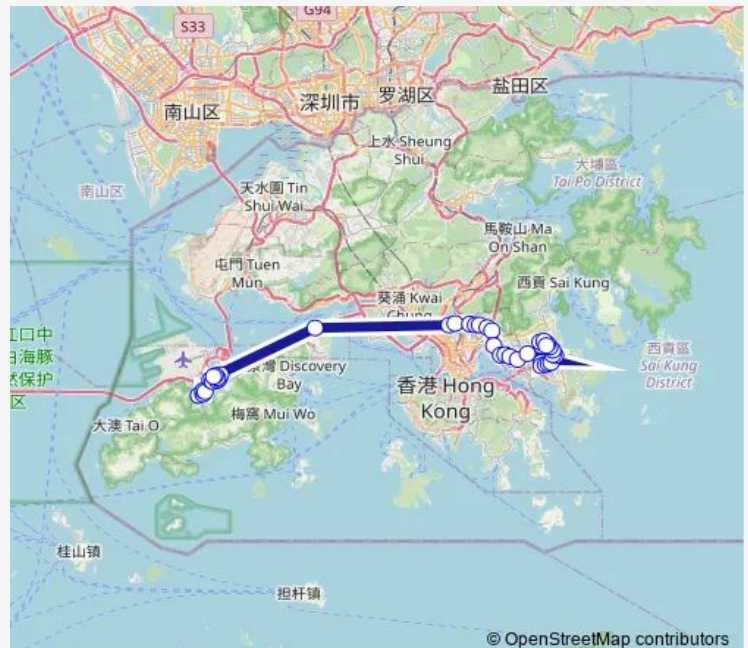 G94
S33
南山区
深圳市
罗湖区
盐田区
上水 Sheung
Shui
大埔區
Tai Po District
南山区
天水圍 Tin
Shui Wai
馬鞍山 Ma
On Shan
屯門 Tuen
Mun
西貢 Sai Kung
葵涌 Kwai
Chung
江口中
白海豚
然保护
区
灣 Discovery
Bay
西貢區
Sai Kung
District
香港 Hong
Kong
大澳 Tai O
梅窩 Mui Wo
桂山镇
担杆镇
© OpenStreetMap contributors